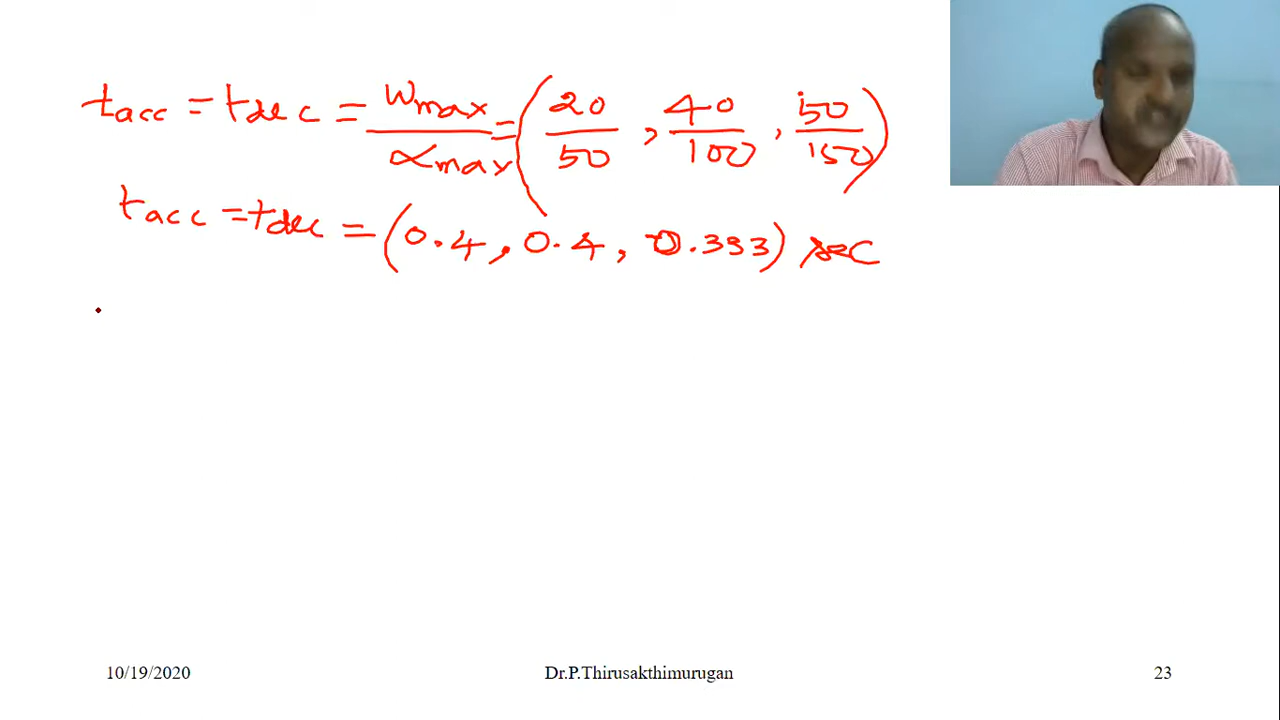 tacc = tdec = ωmax/αmax = (20/50, 40/100, 50/150)
tacc = tdec = (0.4, 0.4, 0.333) sec
10/19/2020 Dr.P.Thirusakthimurugan 23